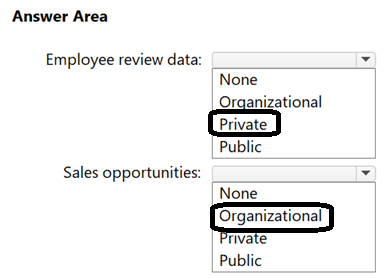 Answer Area
Employee review data:
None
Organizational
Private
Public
Sales opportunities:
None
Organizational
Private
Public